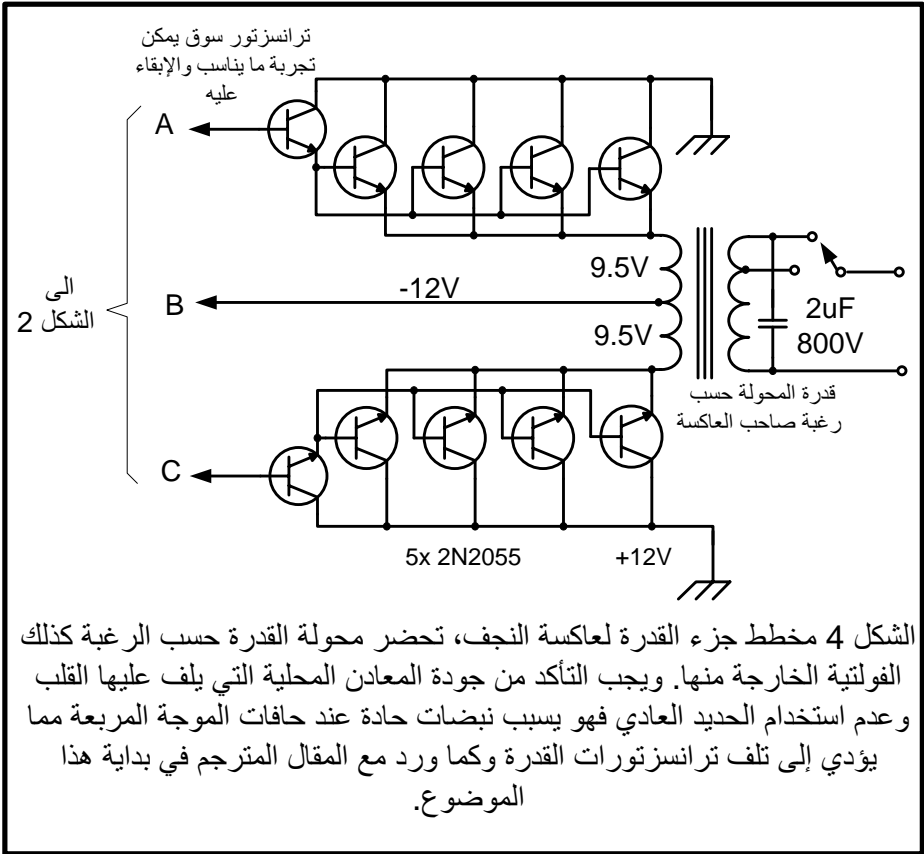 ترانسزتور سوق يمكن
تجربة ما يناسب والإبقاء
عليه
A
9.5V
الى
الشكل 2
B
-12V
9.5V
2uF
800V
قدرة المحولة حسب
رغبة صاحب العاكسة
C
5x 2N2055
+12V
الشكل 4 مخطط جزء القدرة لعاكسة النجف، تحضر محولة القدرة حسب الرغبة كذلك
الفولتية الخارجة منها. ويجب التأكد من جودة المعادن المحلية التي يلف عليها القلب
وعدم استخدام الحديد العادي فهو يسبب نبضات حادة عند حافات الموجة المربعة مما
يؤدي إلى تلف ترانسزتورات القدرة وكما ورد مع المقال المترجم في بداية هذا
الموضوع.